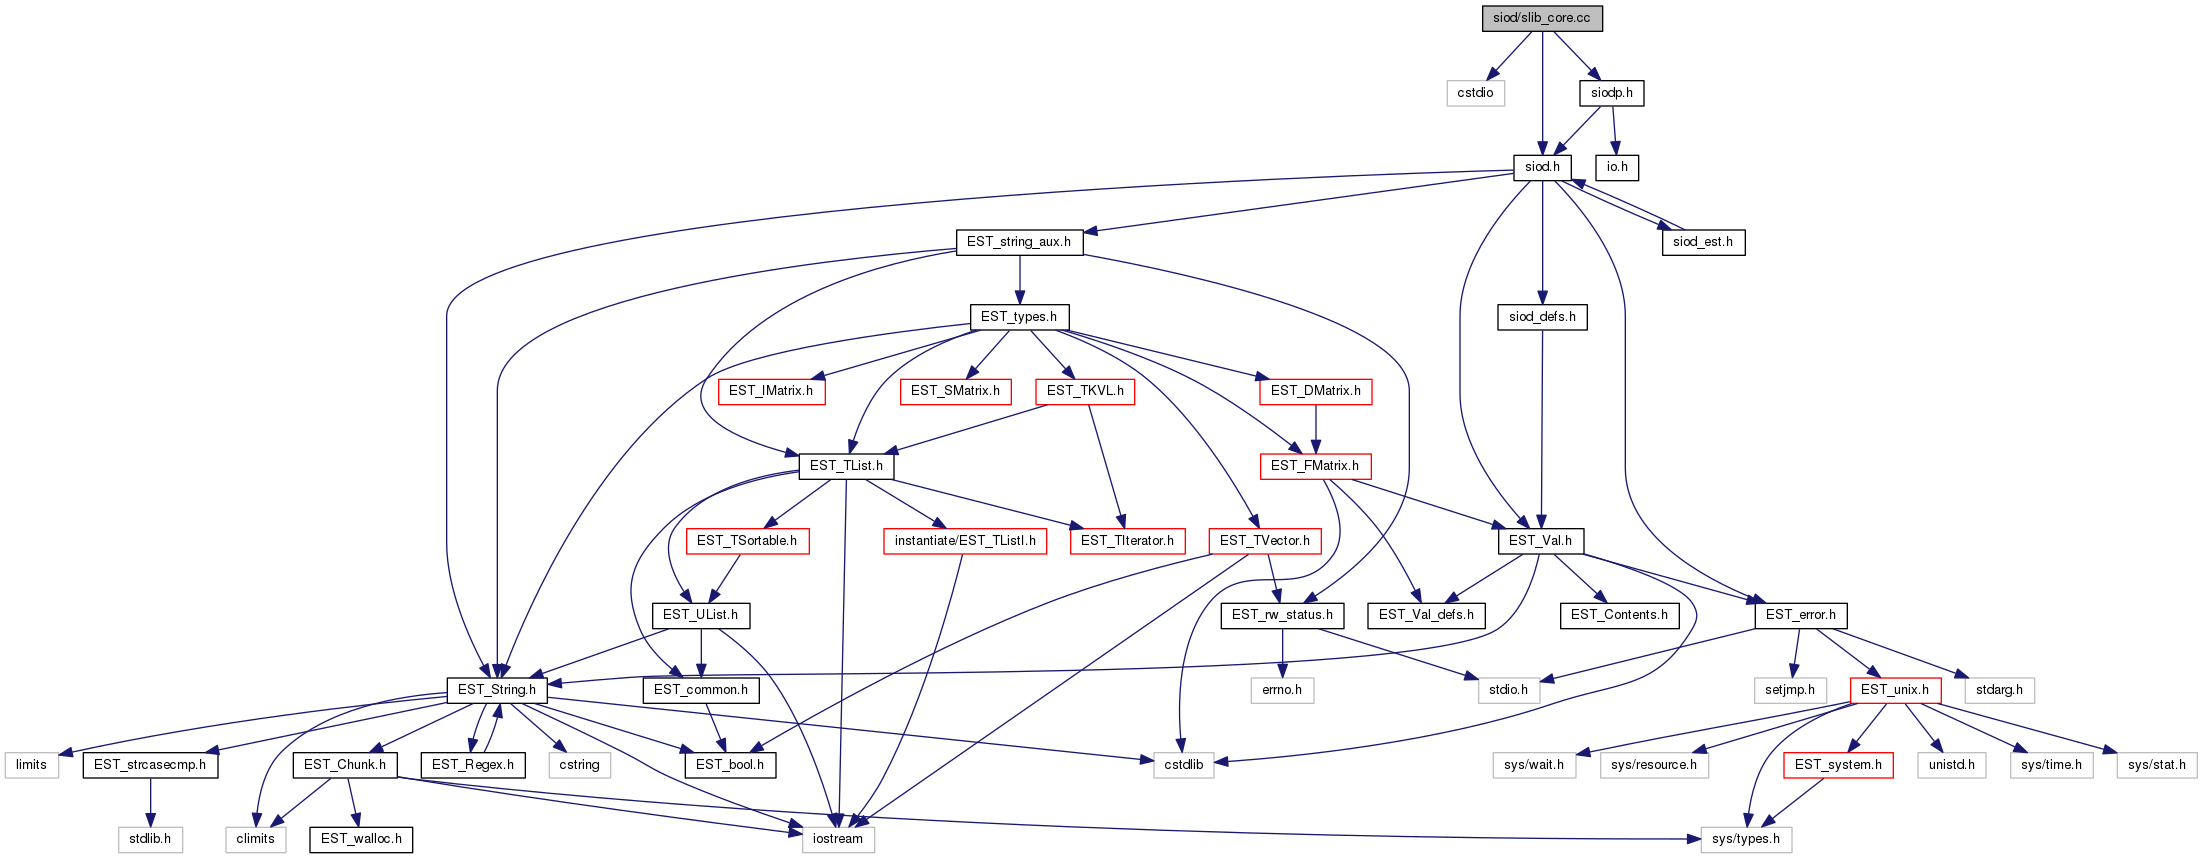 siod/slib_core.cc
cstdio
siodp.h
siod.h
io.h
EST_string_aux.h
siod_est.h
EST_types.h
siod_defs.h
EST_IMatrix.h
EST_SMatrix.h
EST_TKVL.h
EST_DMatrix.h
EST_TList.h
EST_FMatrix.h
EST_TSortable.h
instantiate/EST_TListI.h
EST_TIterator.h
EST_TVector.h
EST_Val.h
EST_UList.h
EST_rw_status.h
EST_Val_defs.h
EST_Contents.h
EST_error.h
EST_String.h
EST_common.h
errno.h
stdio.h
setjmp.h
EST_unix.h
stdarg.h
limits
EST_strcasecmp.h
EST_Chunk.h
EST_Regex.h
cstring
EST_bool.h
cstdlib
sys/wait.h
sys/resource.h
EST_system.h
unistd.h
sys/time.h
sys/stat.h
stdlib.h
climits
EST_walloc.h
iostream
sys/types.h